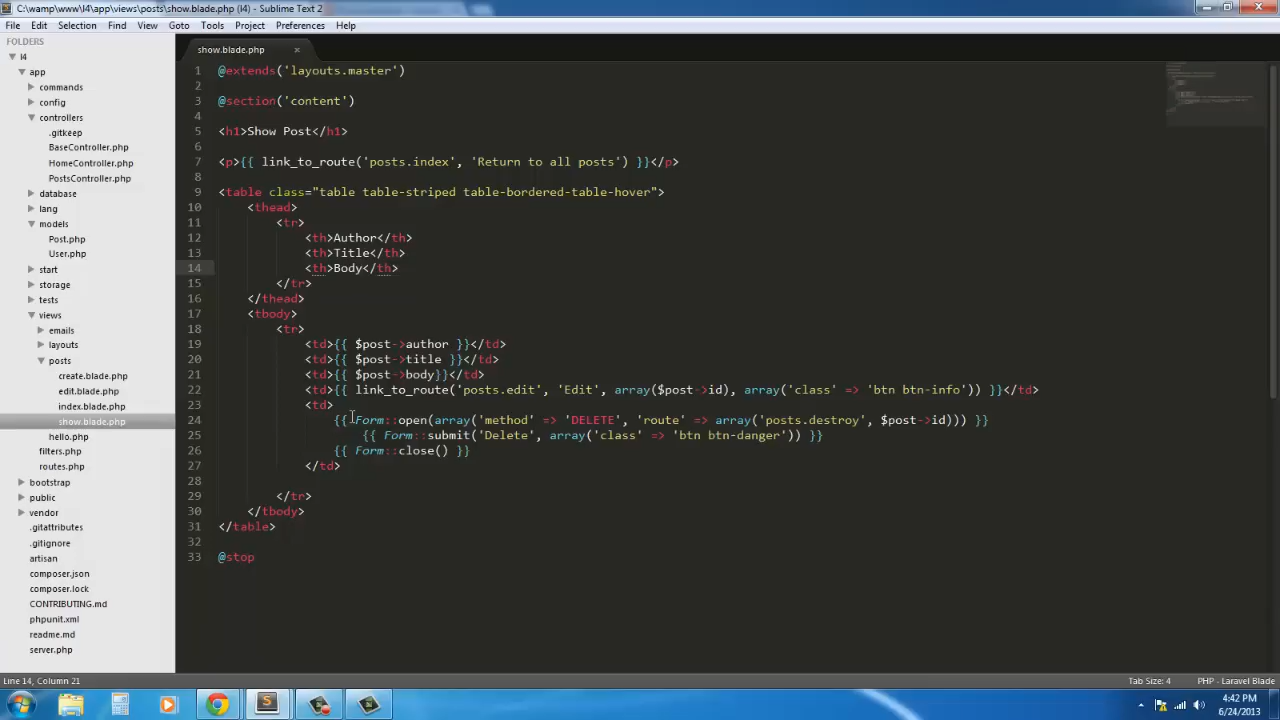 C:\wamp\www\l4\app\views\posts\show.blade.php (l4) - Sublime Text 2
File Edit Selection Find View Goto Tools Project Preferences Help
FOLDERS
l4
app
commands
config
controllers
.gitkeep
BaseController.php
HomeController.php
PostsController.php
database
lang
models
Post.php
User.php
start
storage
tests
views
emails
layouts
posts
create.blade.php
edit.blade.php
index.blade.php
show.blade.php
hello.php
filters.php
routes.php
bootstrap
public
vendor
.gitattributes
.gitignore
artisan
composer.json
composer.lock
CONTRIBUTING.md
phpunit.xml
readme.md
server.php
show.blade.php ×
1 @extends('layouts.master')
2
3 @section('content')
4
5 <h1>Show Post</h1>
6
7 <p>{{ link_to_route('posts.index', 'Return to all posts') }}</p>
8
9 <table class="table table-striped table-bordered-table-hover">
10 <thead>
11 <tr>
12 <th>Author</th>
13 <th>Title</th>
14 <th>Body</th>
15 </tr>
16 </thead>
17 <tbody>
18 <tr>
19 <td>{{ $post->author }}</td>
20 <td>{{ $post->title }}</td>
21 <td>{{ $post->body}}</td>
22 <td>{{ link_to_route('posts.edit', 'Edit', array($post->id), array('class' => 'btn btn-info')) }}</td>
23 <td>
24 {{ Form::open(array('method' => 'DELETE', 'route' => array('posts.destroy', $post->id))) }}
25 {{ Form::submit('Delete', array('class' => 'btn btn-danger')) }}
26 {{ Form::close() }}
27 </td>
28
29 </tr>
30 </tbody>
31 </table>
32
33 @stop
Line 14, Column 21 Tab Size: 4 PHP - Laravel Blade
4:42 PM
6/24/2013